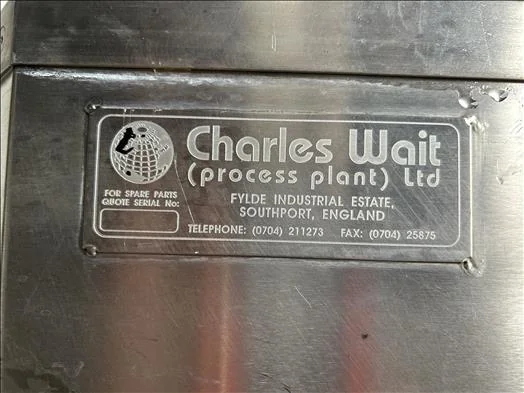 Charles Wait
(process plant) Ltd
FOR SPARE PARTS
QUOTE SERIAL No:
FYLDE INDUSTRIAL ESTATE,
SOUTHPORT, ENGLAND
TELEPHONE: (0704) 211273 FAX: (0704) 25875